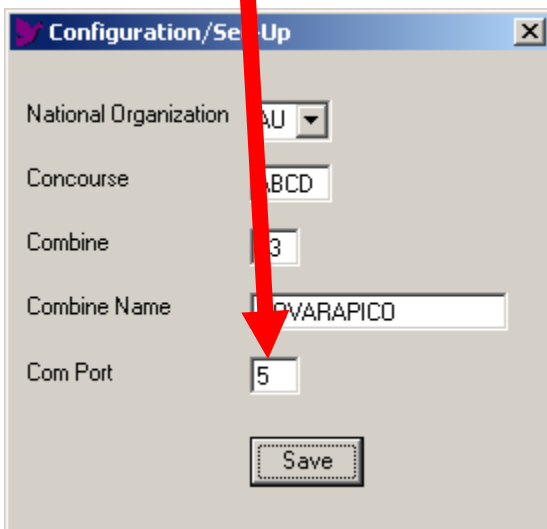 Configuration/Set-Up
National Organization AU
Concourse ABCD
Combine
Combine Name
Com Port 5
Save